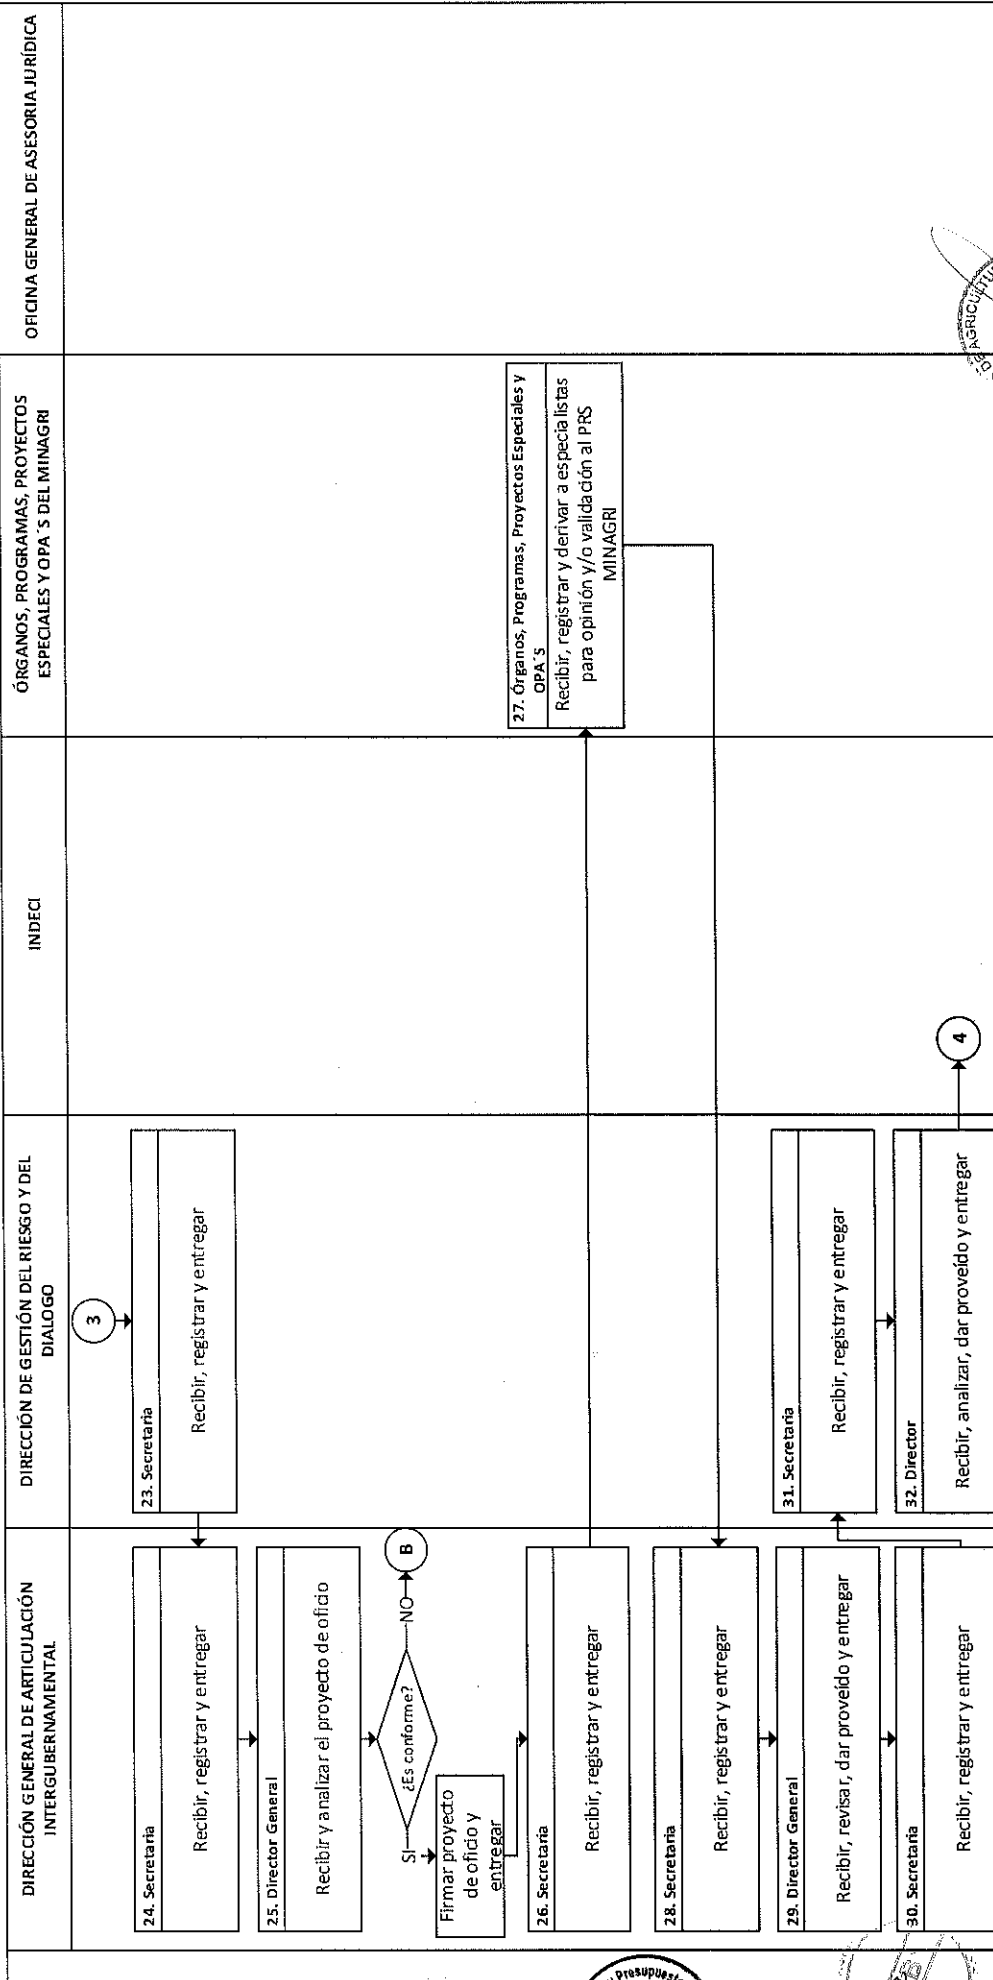 DIRECCIÓN GENERAL DE ARTICULACIÓN
INTERGUBERNAMENTAL
DIRECCIÓN DE GESTIÓN DEL RIESGO Y DEL
DIALOGO
INDECI
ÓRGANOS, PROGRAMAS, PROYECTOS
ESPECIALES Y OPA´S DEL MINAGRI
OFICINA GENERAL DE ASESORIA JURÍDICA
3
23. Secretaria
Recibir, registrar y entregar
24. Secretaria
Recibir, registrar y entregar
25. Director General
Recibir y analizar el proyecto de oficio
¿Es conforme?
SI
NO
B
Firmar proyecto
de oficio y
entregar
26. Secretaria
Recibir, registrar y entregar
27. Órganos, Programas, Proyectos Especiales y
OPA´S
Recibir, registrar y derivar a especialistas
para opinión y/o validación al PRS
MINAGRI
28. Secretaria
Recibir, registrar y entregar
29. Director General
Recibir, revisar, dar proveído y entregar
30. Secretaria
Recibir, registrar y entregar
31. Secretaria
Recibir, registrar y entregar
32. Director
Recibir, analizar, dar proveído y entregar
4
Presupuesto
DE AGRICULTU